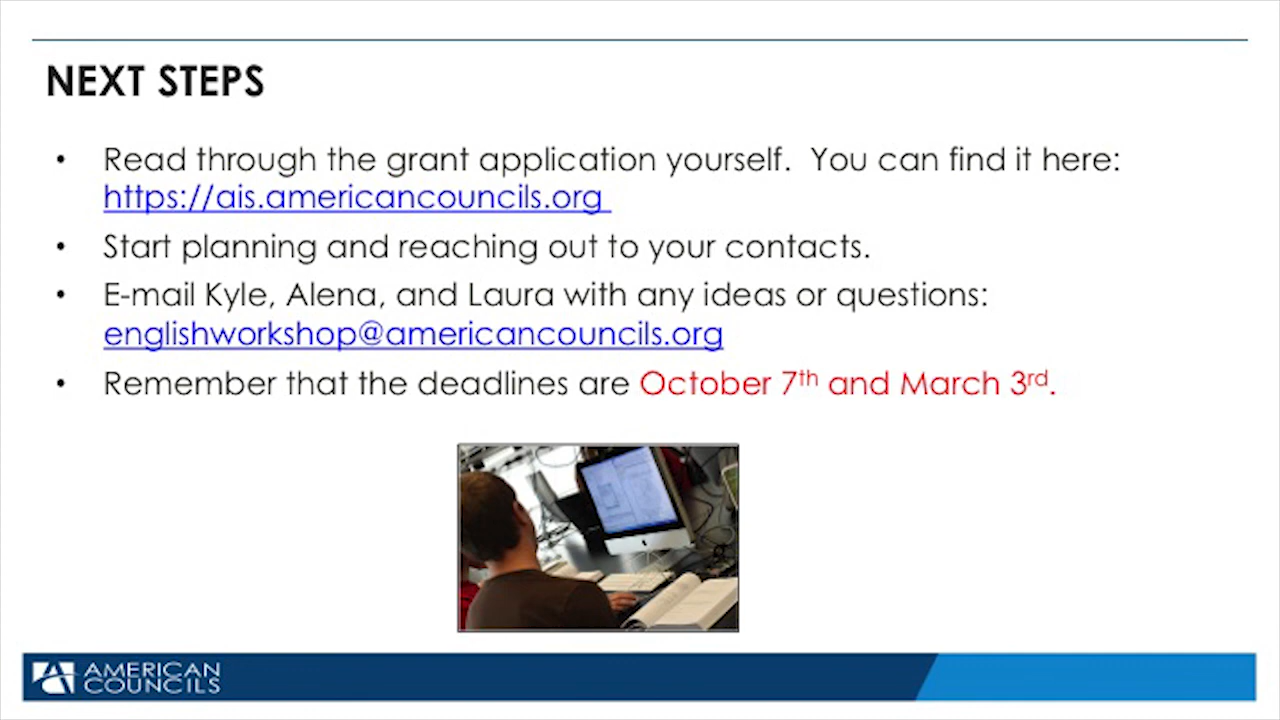 NEXT STEPS
• Read through the grant application yourself.  You can find it here:
https://ais.americancouncils.org
• Start planning and reaching out to your contacts.
• E-mail Kyle, Alena, and Laura with any ideas or questions:
englishworkshop@americancouncils.org
• Remember that the deadlines are October 7th and March 3rd.
AMERICAN
COUNCILS